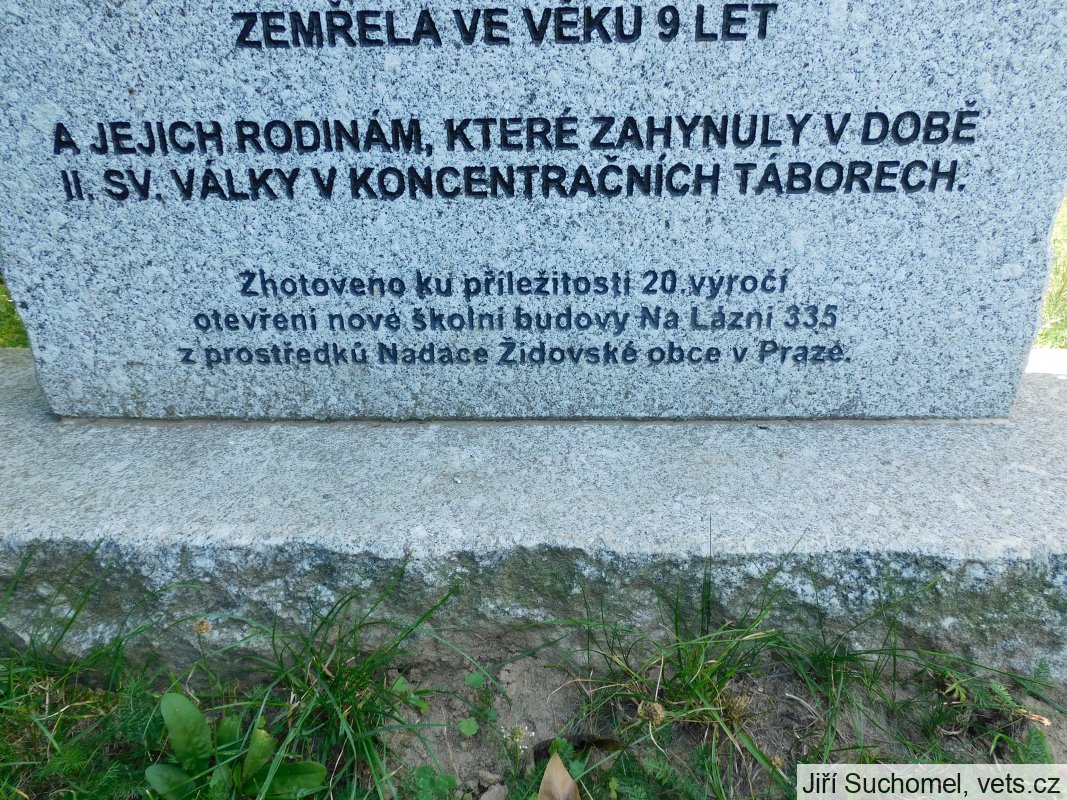 ZEMŘELA VE VĚKU 9 LET
A JEJICH RODINÁM, KTERÉ ZAHYNULY V DOBĚ
II. SV. VÁLKY V KONCENTRAČNÍCH TÁBORECH.
Zhotoveno ku příležitosti 20.výročí
otevření nové školní budovy Na Lázni 335
z prostředků Nadace Židovské obce v Praze.
Jiří Suchomel, vets.cz